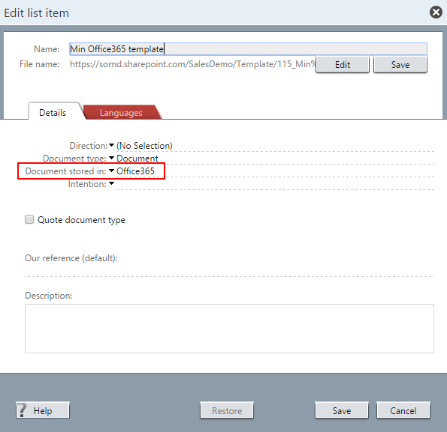 Edit list item
Name: Min Office365 template
File name: https://sornd.sharepoint.com/SalesDemo/Template/115_Min% Edit Save
Details Languages
Direction: (No Selection)
Document type: Document
Document stored in: Office365
Intention:
Quote document type
Our reference (default):
Description:
? Help Restore Save Cancel